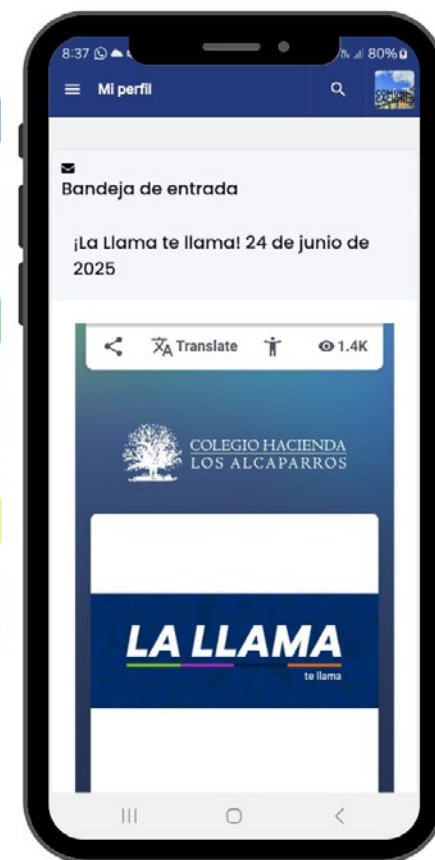 8:37 80%
Mi perfil
COMUNICACIONES
Bandeja de entrada
¡La Llama te llama! 24 de junio de
2025
Translate 1.4K
COLEGIO HACIENDA
LOS ALCAPARROS
LA LLAMA
te llama